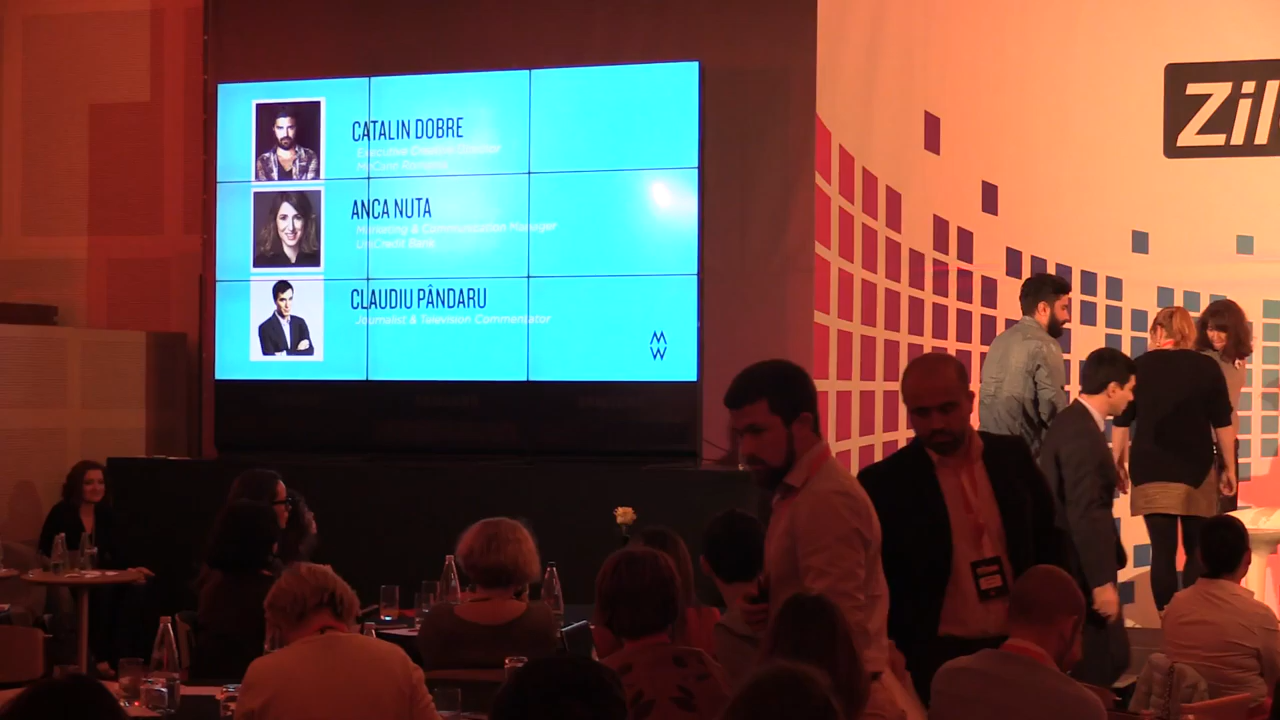 CATALIN DOBRE
Executive Creative Director
McCann Romania
ANCA NUTA
Marketing & Communication Manager
UniCredit Bank
CLAUDIU PÂNDARU
Journalist & Television Commentator
MW
Zil